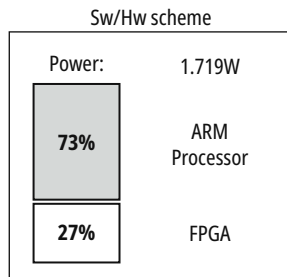 Sw/Hw scheme
Power: 1.719W
73% ARM
Processor
27% FPGA